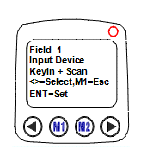 Field 1
Input Device
KeyIn + Scan
<>=Select,M1=Esc
ENT=Set
M1 M2